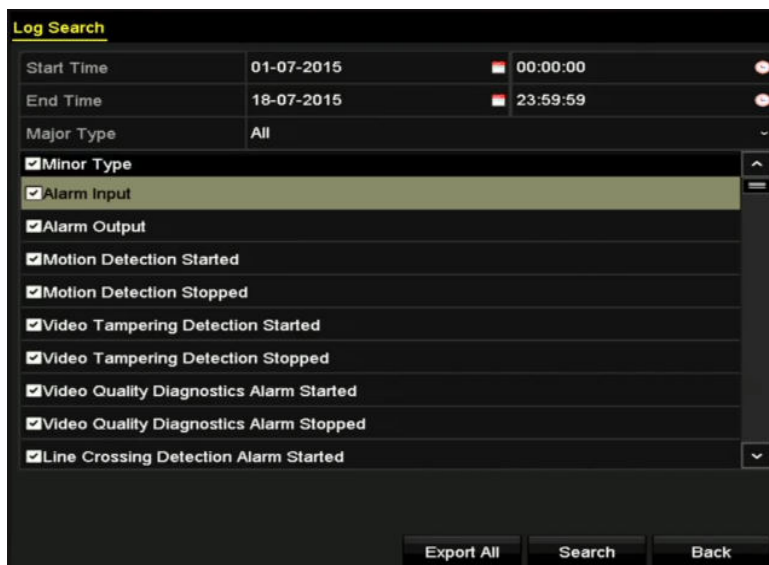 Log Search
Start Time 01-07-2015 00:00:00
End Time 18-07-2015 23:59:59
Major Type All
Minor Type
Alarm Input
Alarm Output
Motion Detection Started
Motion Detection Stopped
Video Tampering Detection Started
Video Tampering Detection Stopped
Video Quality Diagnostics Alarm Started
Video Quality Diagnostics Alarm Stopped
Line Crossing Detection Alarm Started
Export All Search Back